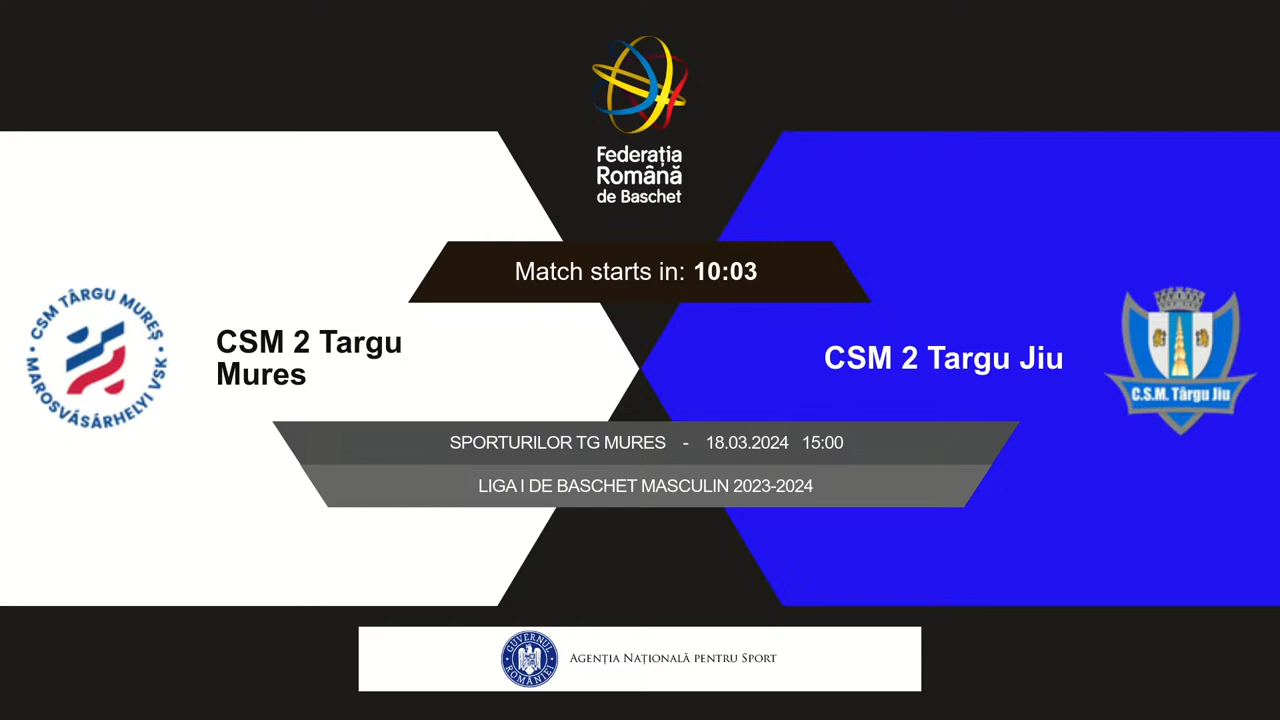 Federația
Română
de Baschet
Match starts in: 10:03
CSM TÂRGU MUREȘ
MAROSVÁSÁRHELYI VSK
CSM 2 Targu
Mures
CSM 2 Targu Jiu
C.S.M. Târgu Jiu
SPORTURILOR TG MURES - 18.03.2024 15:00
LIGA I DE BASCHET MASCULIN 2023-2024
GUVERNUL
ROMÂNIEI
AGENȚIA NAȚIONALĂ PENTRU SPORT